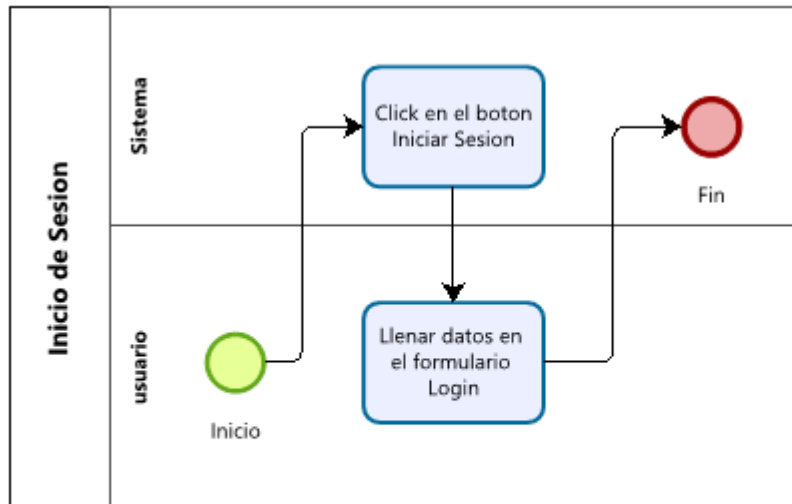 Inicio de Sesion
Sistema
Click en el boton
Iniciar Sesion
Fin
usuario
Inicio
Llenar datos en
el formulario
Login